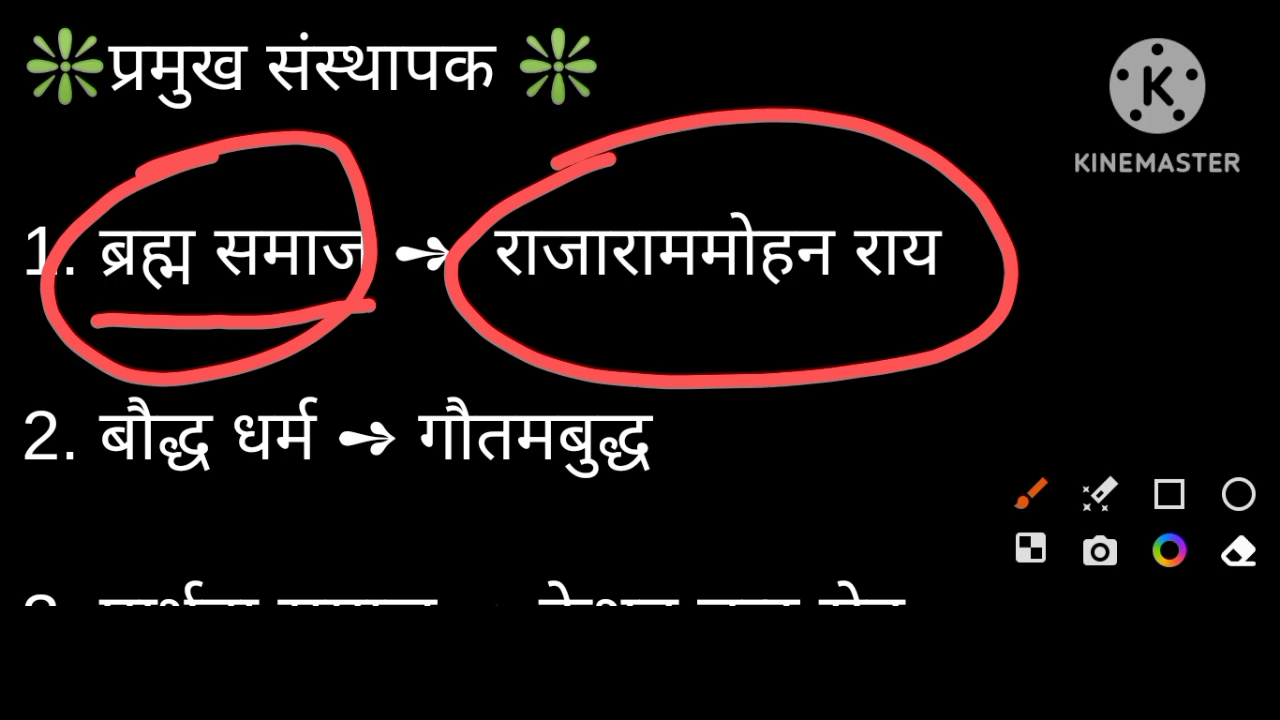 प्रमुख संस्थापक
KINEMASTER
1. ब्रह्म समाज → राजाराममोहन राय
2. बौद्ध धर्म → गौतमबुद्ध